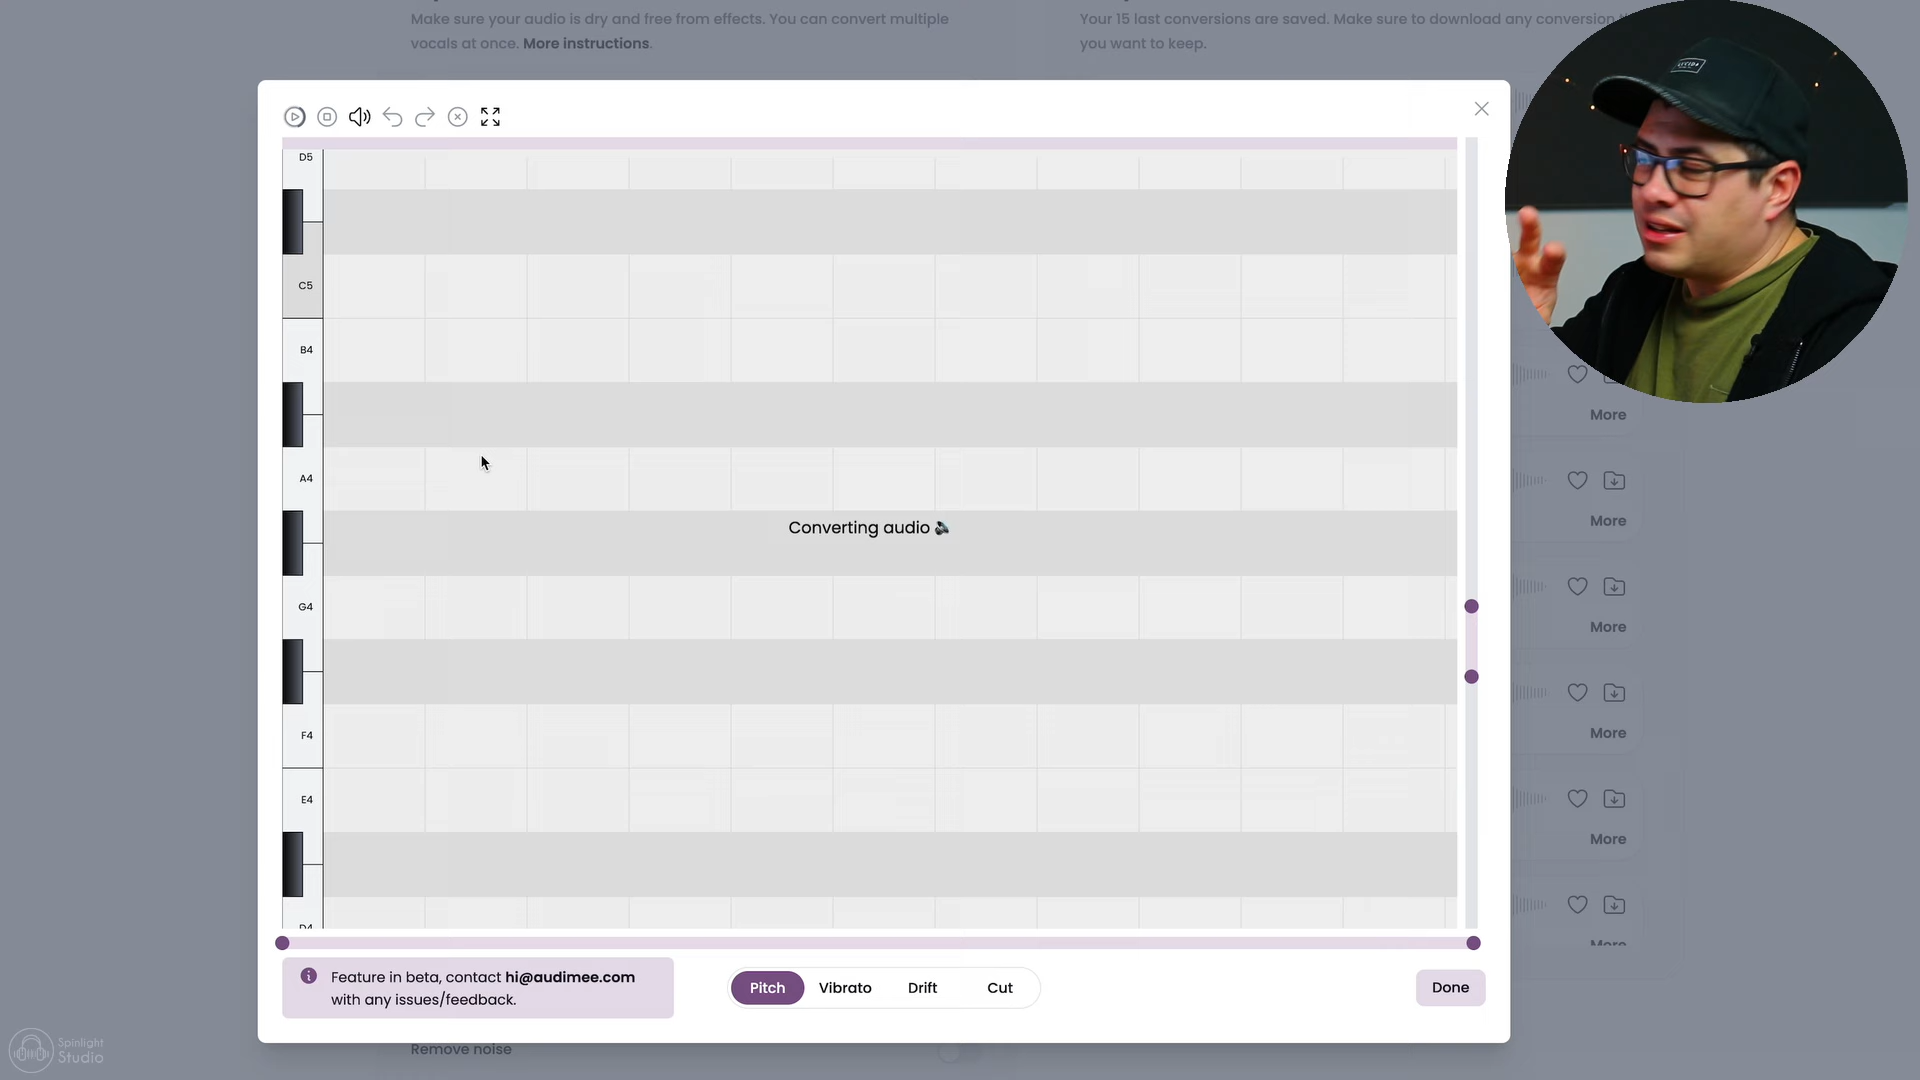 Make sure your audio is dry and free from effects. You can convert multiple
vocals at once. More instructions.
Your 15 last conversions are saved. Make sure to download any conversion
you want to keep.
D5
C5
B4
A4
G4
F4
E4
D4
Converting audio
More
More
More
More
More
More
Feature in beta, contact hi@audimee.com
with any issues/feedback.
Pitch
Vibrato
Drift
Cut
Done
Remove noise
Spinlight
Studio